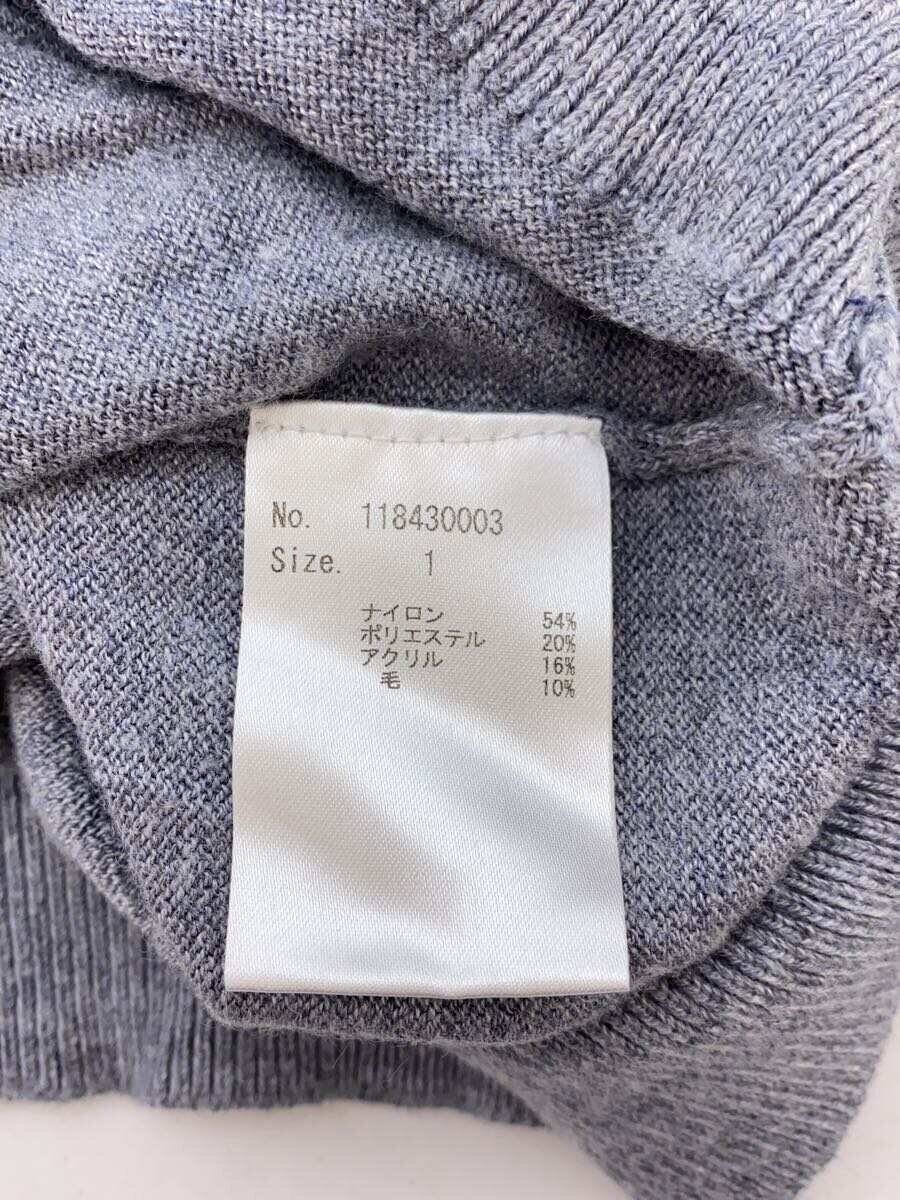 No. 118430003
Size. 1
ナイロン 54%
ポリエステル 20%
アクリル 16%
毛 10%